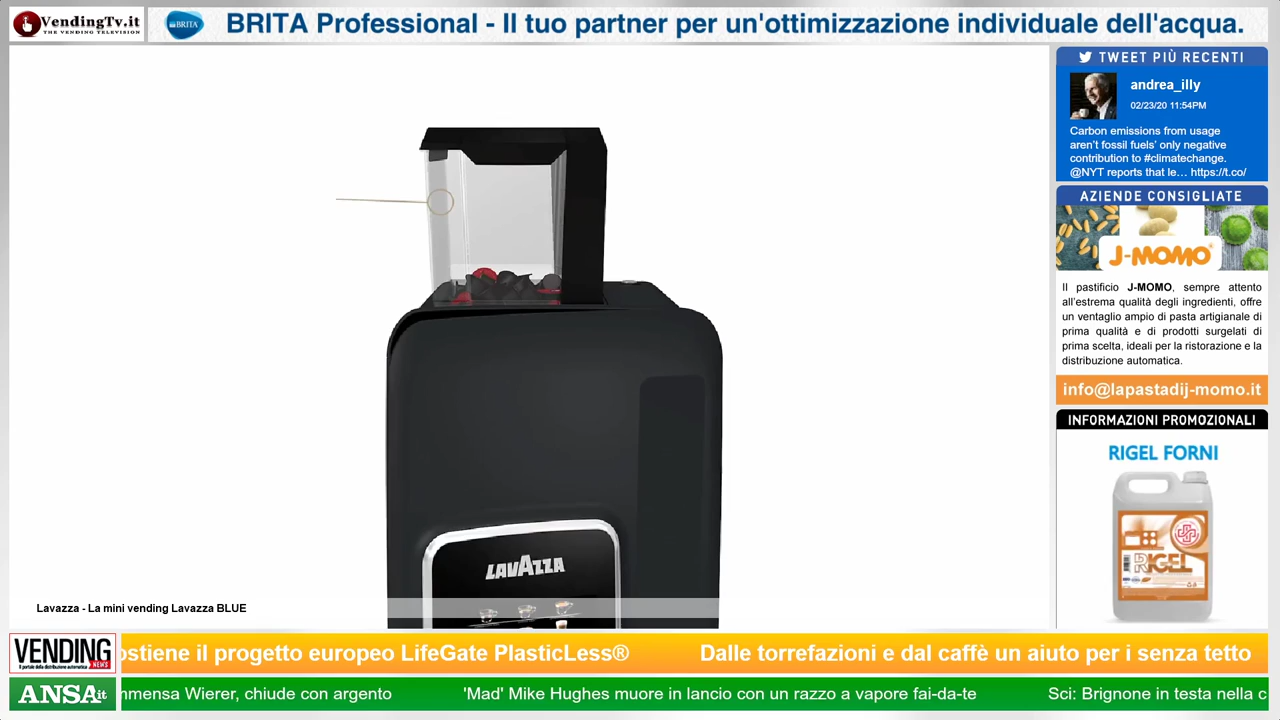 VendingTv.it
THE VENDING TELEVISION
BRITA
BRITA Professional - Il tuo partner per un'ottimizzazione individuale dell'acqua.
TWEET PIÙ RECENTI
andrea_illy
02/23/20 11:54PM
Carbon emissions from usage
aren't fossil fuels' only negative
contribution to #climatechange.
@NYT reports that le… https://t.co/
AZIENDE CONSIGLIATE
J-MOMO
Il pastificio J-MOMO, sempre attento
all'estrema qualità degli ingredienti, offre
un ventaglio ampio di pasta artigianale di
prima qualità e di prodotti surgelati di
prima scelta, ideali per la ristorazione e la
distribuzione automatica.
info@lapastadij-momo.it
INFORMAZIONI PROMOZIONALI
RIGEL FORNI
RIGEL
LAVAZZA
Lavazza - La mini vending Lavazza BLUE
VENDING
NEWS
Il portale della distribuzione automatica
ostiene il progetto europeo LifeGate PlasticLess® Dalle torrefazioni e dal caffè un aiuto per i senza tetto
ANSA.it
mmensa Wierer, chiude con argento 'Mad' Mike Hughes muore in lancio con un razzo a vapore fai-da-te Sci: Brignone in testa nella c